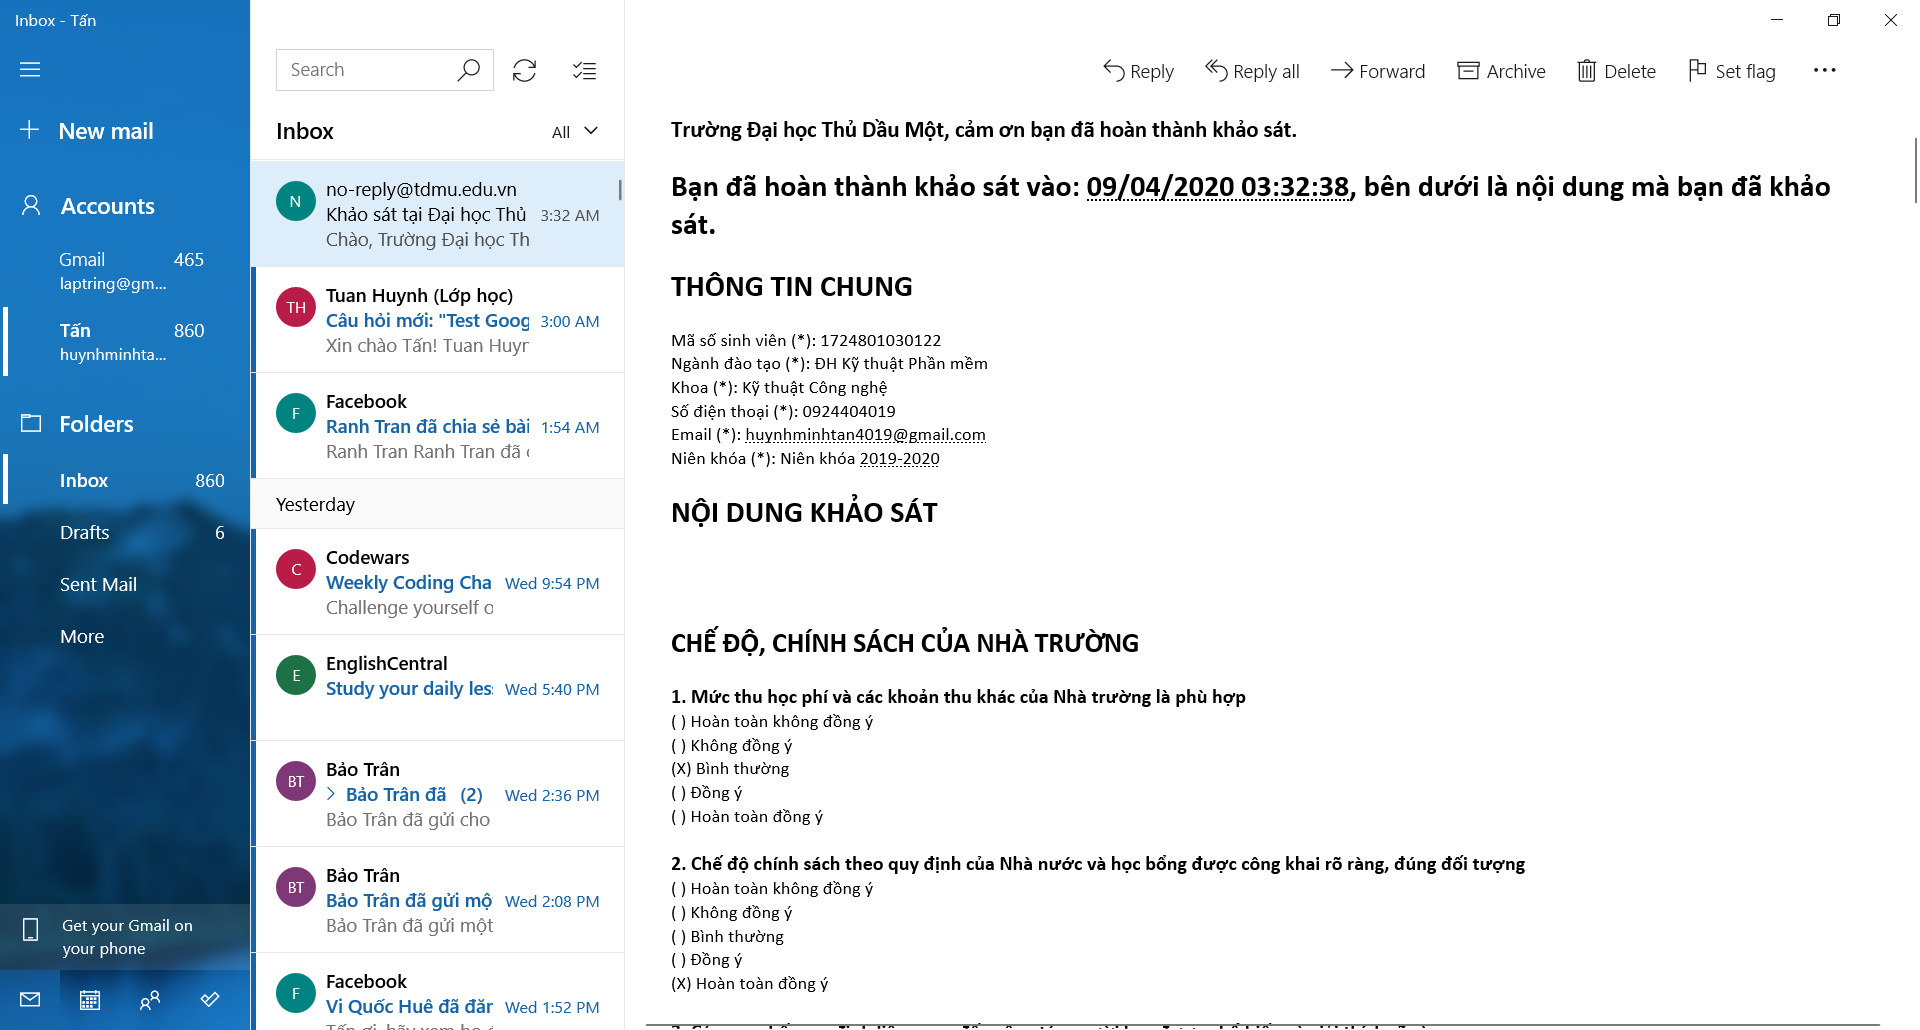 Inbox - Tấn
New mail
Accounts
Gmail 465
laptring@gm...
Tấn 860
huynhminhta...
Folders
Inbox 860
Drafts 6
Sent Mail
More
Get your Gmail on
your phone
Search
Inbox All
no-reply@tdmu.edu.vn
Khảo sát tại Đại học Thủ 3:32 AM
Chào, Trường Đại học Th
TH Tuan Huynh (Lớp học)
Câu hỏi mới: "Test Goog 3:00 AM
Xin chào Tấn! Tuan Huyn
F Facebook
Ranh Tran đã chia sẻ bài 1:54 AM
Ranh Tran Ranh Tran đã
Yesterday
C Codewars
Weekly Coding Cha Wed 9:54 PM
Challenge yourself o
E EnglishCentral
Study your daily les Wed 5:40 PM
BT Bảo Trân
Bảo Trân đã (2) Wed 2:36 PM
Bảo Trân đã gửi cho
BT Bảo Trân
Bảo Trân đã gửi mộ Wed 2:08 PM
Bảo Trân đã gửi một
F Facebook
Vi Quốc Huê đã đăn Wed 1:52 PM
Reply Reply all Forward Archive Delete Set flag
Trường Đại học Thủ Dầu Một, cảm ơn bạn đã hoàn thành khảo sát.
Bạn đã hoàn thành khảo sát vào: 09/04/2020 03:32:38, bên dưới là nội dung mà bạn đã khảo
sát.
THÔNG TIN CHUNG
Mã số sinh viên (*): 1724801030122
Ngành đào tạo (*): ĐH Kỹ thuật Phần mềm
Khoa (*): Kỹ thuật Công nghệ
Số điện thoại (*): 0924404019
Email (*): huynhminhtan4019@gmail.com
Niên khóa (*): Niên khóa 2019-2020
NỘI DUNG KHẢO SÁT
CHẾ ĐỘ, CHÍNH SÁCH CỦA NHÀ TRƯỜNG
1. Mức thu học phí và các khoản thu khác của Nhà trường là phù hợp
( ) Hoàn toàn không đồng ý
( ) Không đồng ý
(X) Bình thường
( ) Đồng ý
( ) Hoàn toàn đồng ý
2. Chế độ chính sách theo quy định của Nhà nước và học bổng được công khai rõ ràng, đúng đối tượng
( ) Hoàn toàn không đồng ý
( ) Không đồng ý
( ) Bình thường
( ) Đồng ý
(X) Hoàn toàn đồng ý